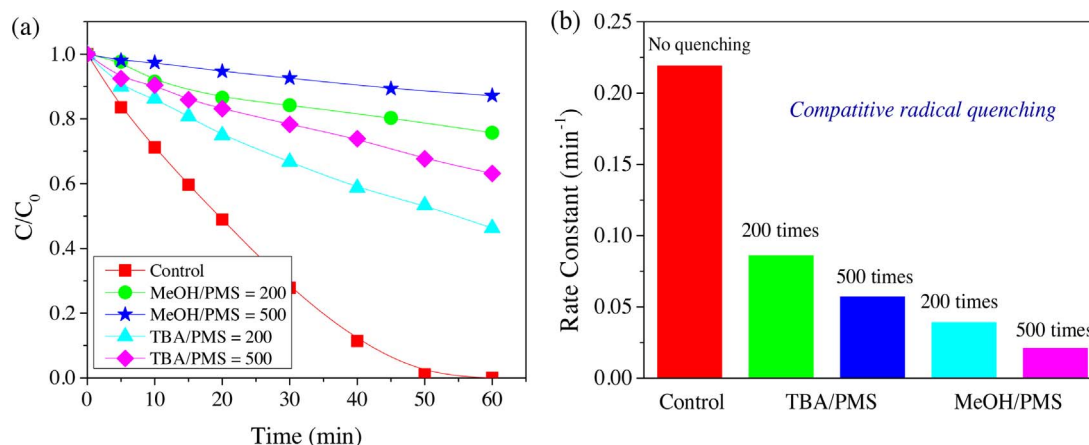 (a)
1.0
0.8
0.6
0.4
0.2
0.0
C/C₀
Control
MeOH/PMS = 200
MeOH/PMS = 500
TBA/PMS = 200
TBA/PMS = 500
0 10 20 30 40 50 60
Time (min)
(b)
0.25
0.20
0.15
0.10
0.05
0.00
Rate Constant (min⁻¹)
No quenching
Compatitive radical quenching
200 times
500 times
200 times
500 times
Control TBA/PMS MeOH/PMS